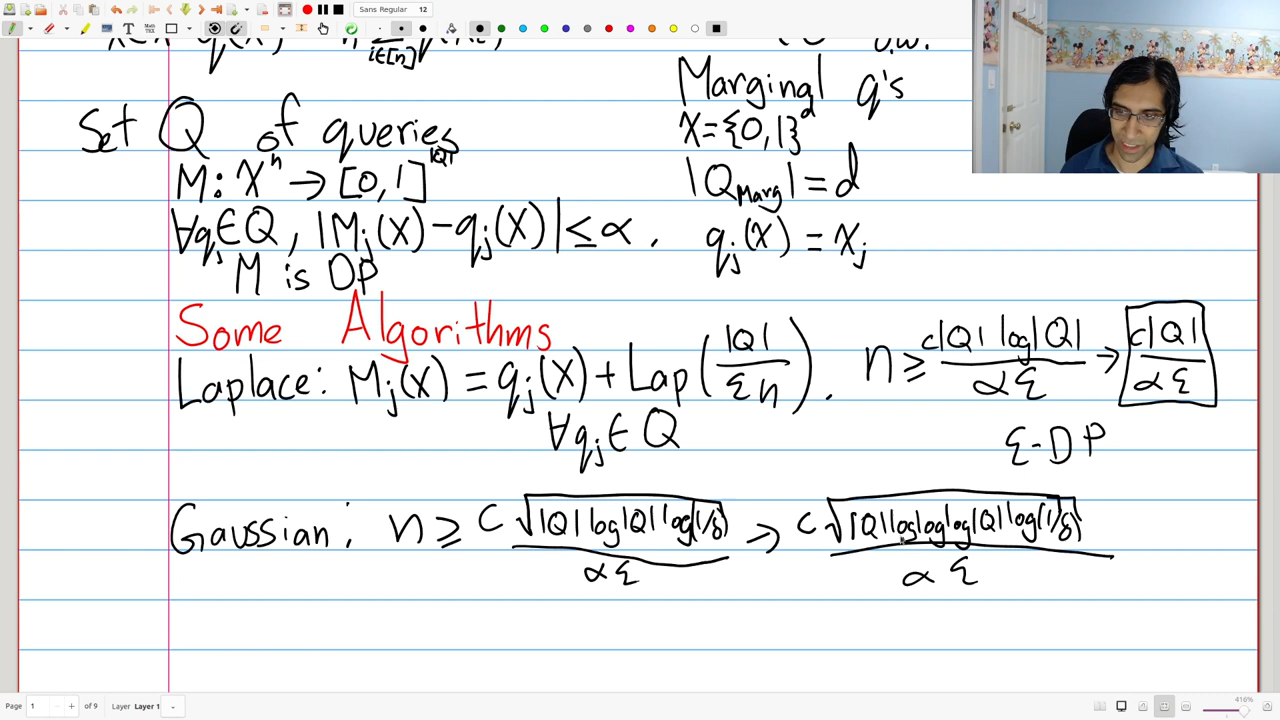 Sans Regular 12
i∈[n]
o.w.
Set Q of queries
M: X^n → [0,1]^|Q|
∀q_j∈Q, |M_j(X) - q_j(X)| ≤ α.
M is DP
Marginal q's
X={0,1}^d
|Q_Marg| = d
q_j(X) = X_j
Some Algorithms
Laplace: M_j(X) = q_j(X) + Lap(|Q|/εn). n ≥ c|Q| log|Q|/αε → c|Q|/αε
∀q_j∈Q
ε-DP
Gaussian: n ≥ C √|Q|log|Q|log(1/δ)/αε → C √|Q|logloglog|Q|log(1/δ)/αε
Page 1 of 9 Layer Layer 1
416%